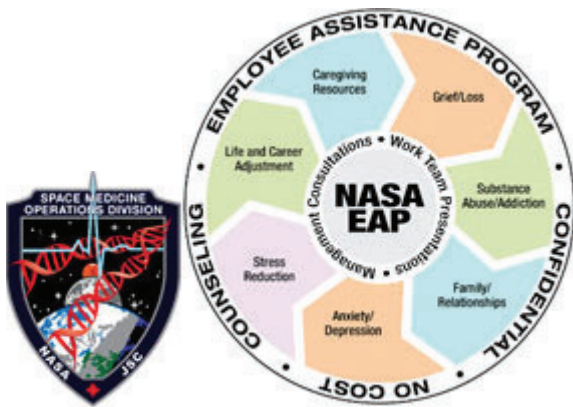 SPACE MEDICINE
OPERATIONS DIVISION
NASA
JSC
EMPLOYEE ASSISTANCE PROGRAM
• CONFIDENTIAL •
NO COST
• COUNSELING •
Caregiving
Resources
Grief/Loss
Life and Career
Adjustment
Substance
Abuse/Addiction
Stress
Reduction
Family/
Relationships
Anxiety/
Depression
Management Consultations • Work Team Presentations •
NASA
EAP